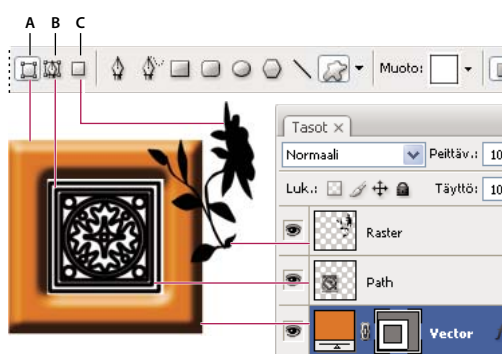 A B C
Muoto:
Tasot ×
Normaali Peittäv.: 10
Luk.: Täyttö: 10
Raster
Path
Vector